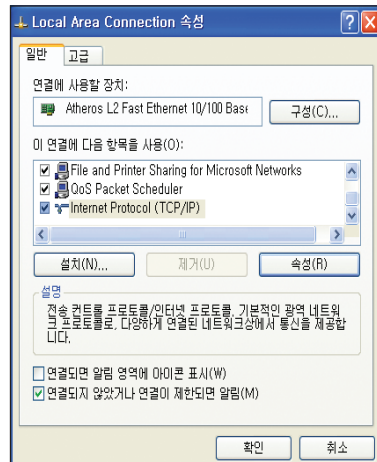 Local Area Connection 속성
일반 고급
연결에 사용할 장치:
Atheros L2 Fast Ethernet 10/100 Base
구성(C)...
이 연결에 다음 항목을 사용(O):
File and Printer Sharing for Microsoft Networks
QoS Packet Scheduler
Internet Protocol (TCP/IP)
설치(N)... 제거(U) 속성(R)
설명
전송 컨트롤 프로토콜/인터넷 프로토콜. 기본적인 광역 네트워
크 프로토콜로, 다양하게 연결된 네트워크상에서 통신을 제공합
니다.
연결되면 알림 영역에 아이콘 표시(W)
연결되지 않았거나 연결이 제한되면 알림(M)
확인 취소